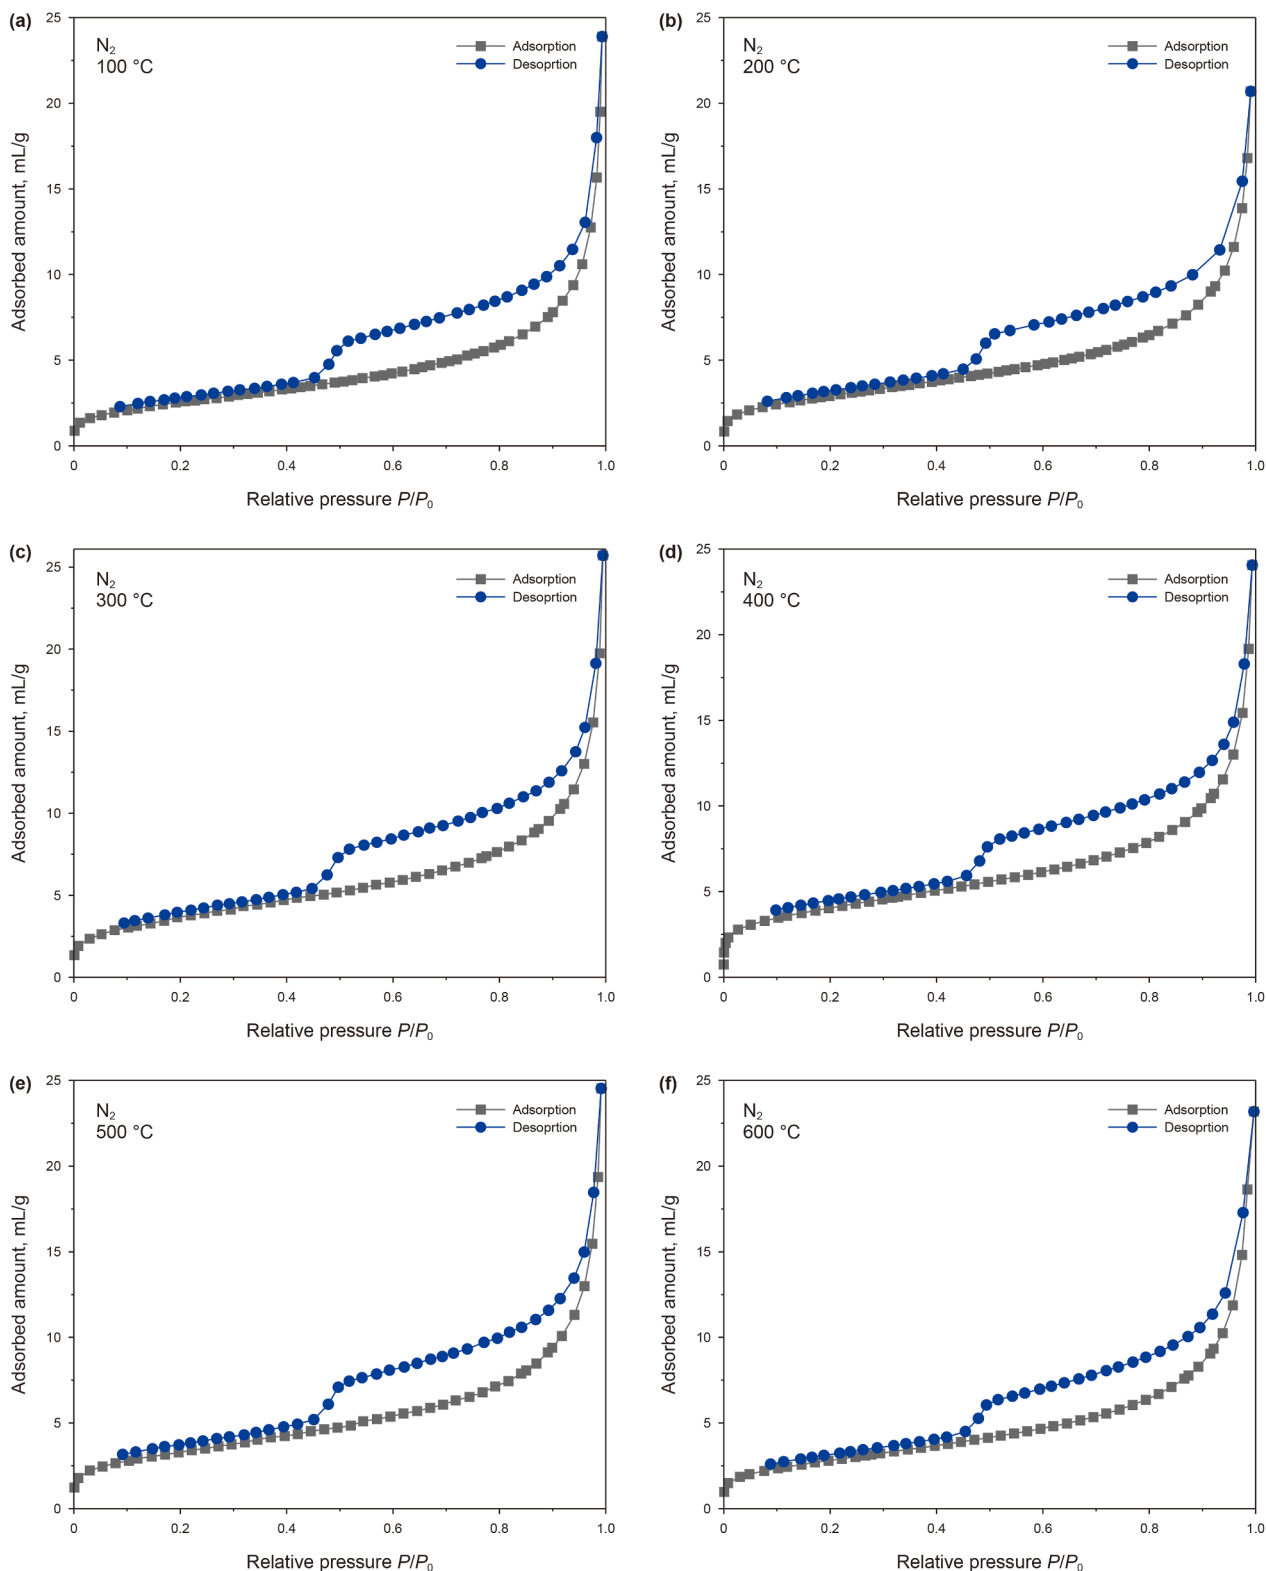 (a)
N₂
100 °C
Adsorption
Desoprtion
25
20
15
10
5
0
Adsorbed amount, mL/g
0 0.2 0.4 0.6 0.8 1.0
Relative pressure P/P₀
(b)
N₂
200 °C
Adsorption
Desoprtion
25
20
15
10
5
0
Adsorbed amount, mL/g
0 0.2 0.4 0.6 0.8 1.0
Relative pressure P/P₀
(c)
N₂
300 °C
Adsorption
Desoprtion
25
20
15
10
5
0
Adsorbed amount, mL/g
0 0.2 0.4 0.6 0.8 1.0
Relative pressure P/P₀
(d)
N₂
400 °C
Adsorption
Desoprtion
25
20
15
10
5
0
Adsorbed amount, mL/g
0 0.2 0.4 0.6 0.8 1.0
Relative pressure P/P₀
(e)
N₂
500 °C
Adsorption
Desoprtion
25
20
15
10
5
0
Adsorbed amount, mL/g
0 0.2 0.4 0.6 0.8 1.0
Relative pressure P/P₀
(f)
N₂
600 °C
Adsorption
Desoprtion
25
20
15
10
5
0
Adsorbed amount, mL/g
0 0.2 0.4 0.6 0.8 1.0
Relative pressure P/P₀